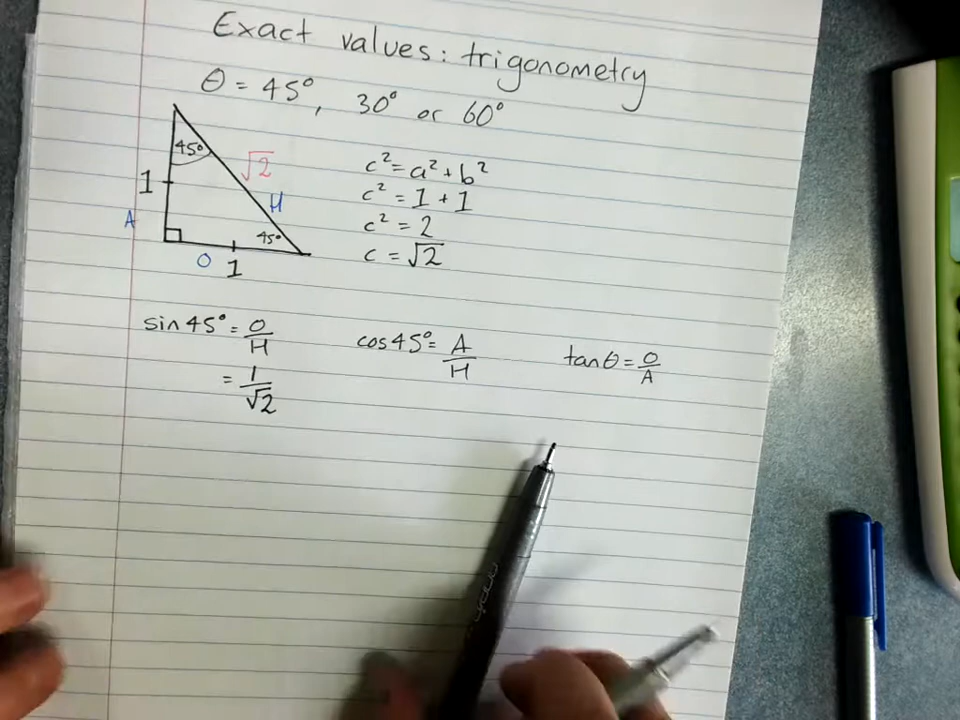 Exact values: trigonometry
θ = 45°, 30° or 60°
45°
√2
1
H
A
45°
O
1
c² = a² + b²
c² = 1 + 1
c² = 2
c = √2
sin 45° = O/H
= 1/√2
cos 45° = A/H
tan θ = O/A